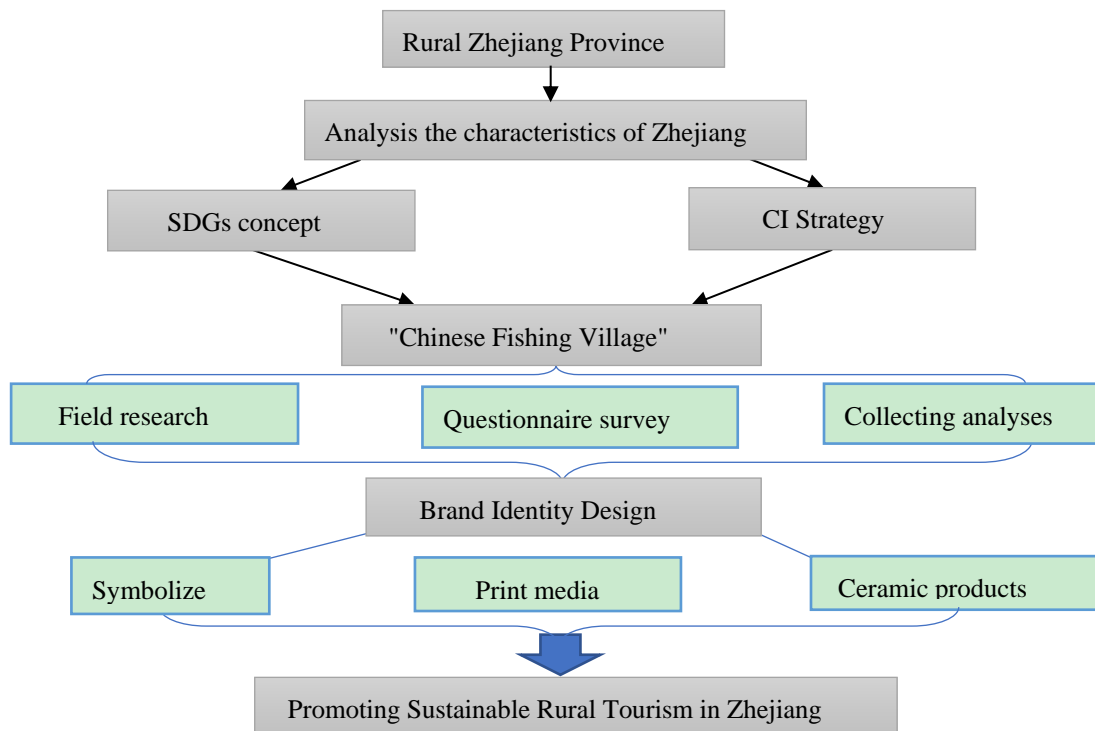 Rural Zhejiang Province
Analysis the characteristics of Zhejiang
SDGs concept
CI Strategy
"Chinese Fishing Village"
Field research
Questionnaire survey
Collecting analyses
Brand Identity Design
Symbolize
Print media
Ceramic products
Promoting Sustainable Rural Tourism in Zhejiang